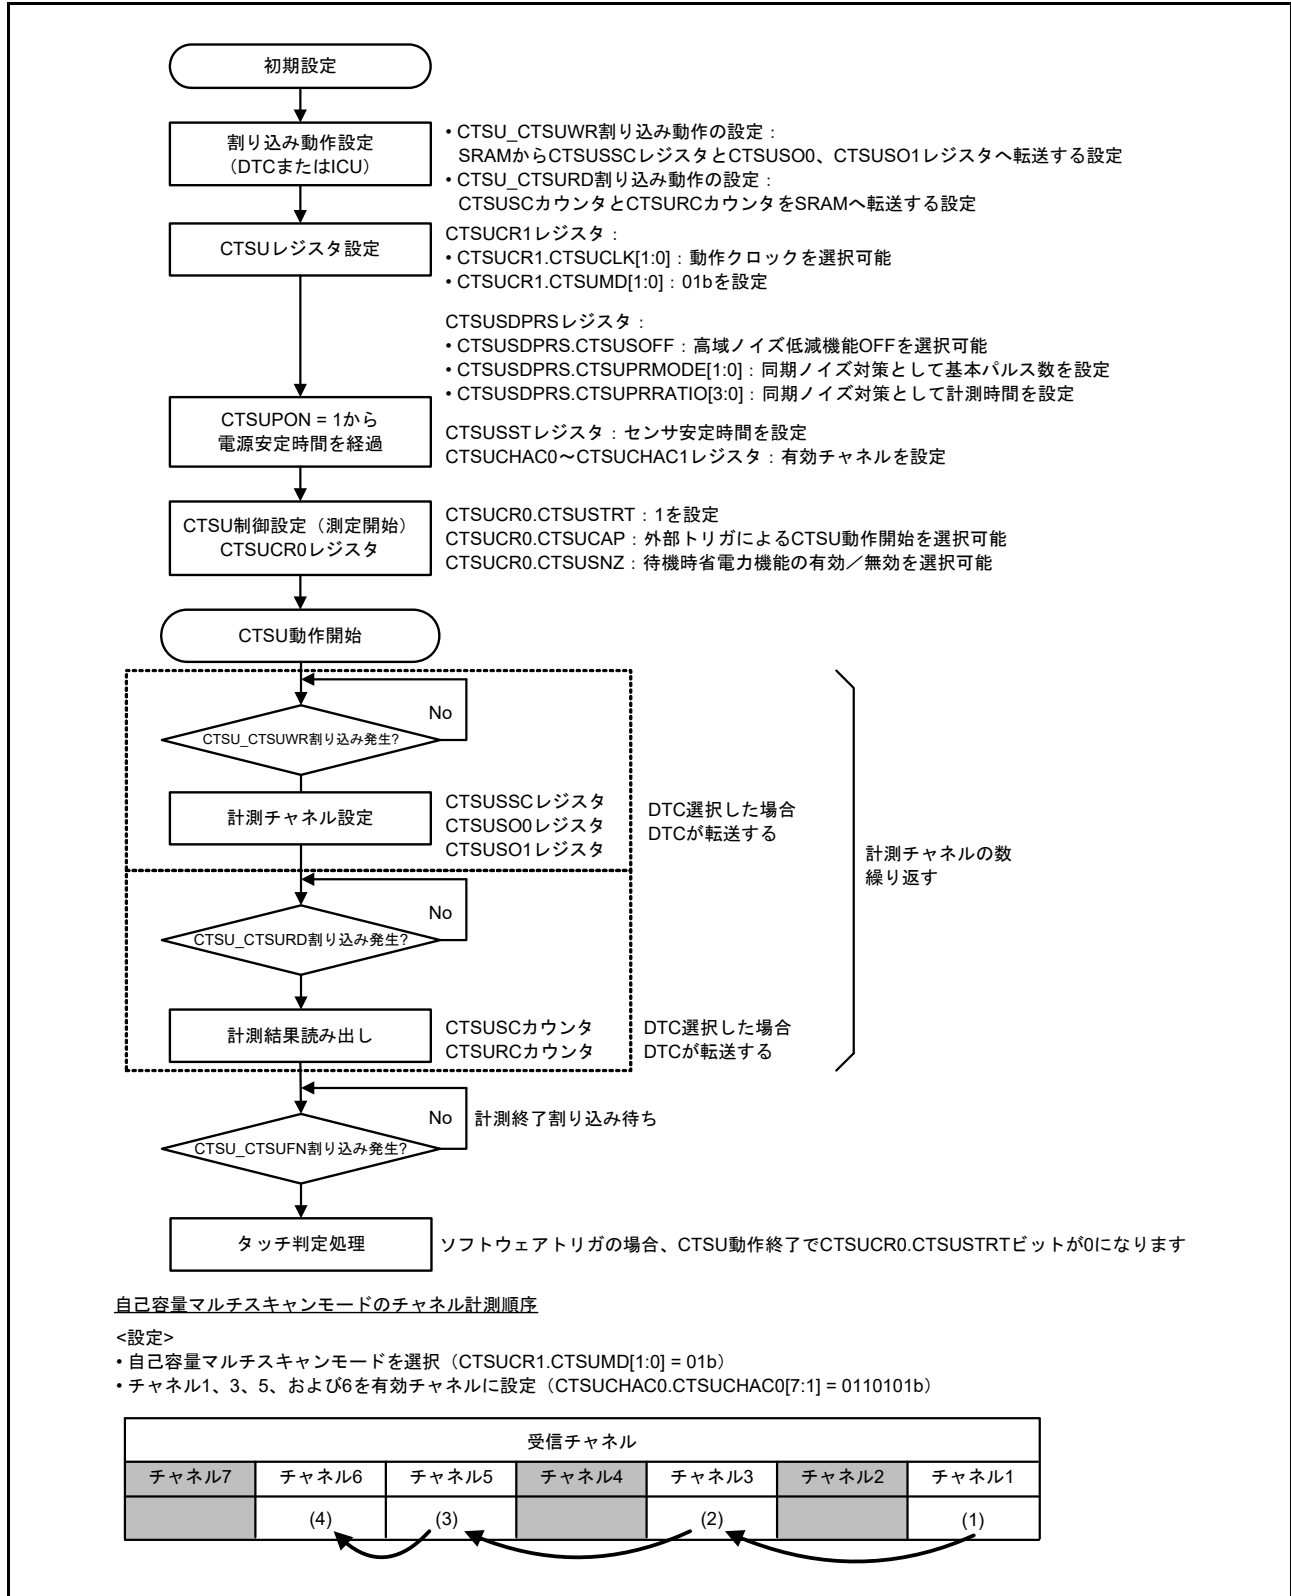 初期設定
割り込み動作設定
（DTCまたはICU）
• CTSU_CTSUWR割り込み動作の設定：
SRAMからCTSUSSCレジスタとCTSUSO0、CTSUSO1レジスタへ転送する設定
• CTSU_CTSURD割り込み動作の設定：
CTSUSCカウンタとCTSURCカウンタをSRAMへ転送する設定
CTSUレジスタ設定
CTSUCR1レジスタ：
• CTSUCR1.CTSUCLK[1:0]：動作クロックを選択可能
• CTSUCR1.CTSUMD[1:0]：01bを設定
CTSUSDPRSレジスタ：
• CTSUSDPRS.CTSUSOFF：高域ノイズ低減機能OFFを選択可能
• CTSUSDPRS.CTSUPRMODE[1:0]：同期ノイズ対策として基本パルス数を設定
• CTSUSDPRS.CTSUPRRATIO[3:0]：同期ノイズ対策として計測時間を設定
CTSUPON = 1から
電源安定時間を経過
CTSUSSTレジスタ：センサ安定時間を設定
CTSUCHAC0～CTSUCHAC1レジスタ：有効チャネルを設定
CTSU制御設定（測定開始）
CTSUCR0レジスタ
CTSUCR0.CTSUSTRT：1を設定
CTSUCR0.CTSUCAP：外部トリガによるCTSU動作開始を選択可能
CTSUCR0.CTSUSNZ：待機時省電力機能の有効／無効を選択可能
CTSU動作開始
No
CTSU_CTSUWR割り込み発生?
計測チャネル設定
CTSUSSCレジスタ
CTSUSO0レジスタ
CTSUSO1レジスタ
DTC選択した場合
DTCが転送する
計測チャネルの数
繰り返す
No
CTSU_CTSURD割り込み発生?
計測結果読み出し
CTSUSCカウンタ
CTSURCカウンタ
DTC選択した場合
DTCが転送する
No
計測終了割り込み待ち
CTSU_CTSUFN割り込み発生?
タッチ判定処理
ソフトウェアトリガの場合、CTSU動作終了でCTSUCR0.CTSUSTRTビットが0になります
自己容量マルチスキャンモードのチャネル計測順序
<設定>
• 自己容量マルチスキャンモードを選択（CTSUCR1.CTSUMD[1:0] = 01b）
• チャネル1、3、5、および6を有効チャネルに設定（CTSUCHAC0.CTSUCHAC0[7:1] = 0110101b）
受信チャネル
チャネル7 チャネル6 チャネル5 チャネル4 チャネル3 チャネル2 チャネル1
(4) (3) (2) (1)